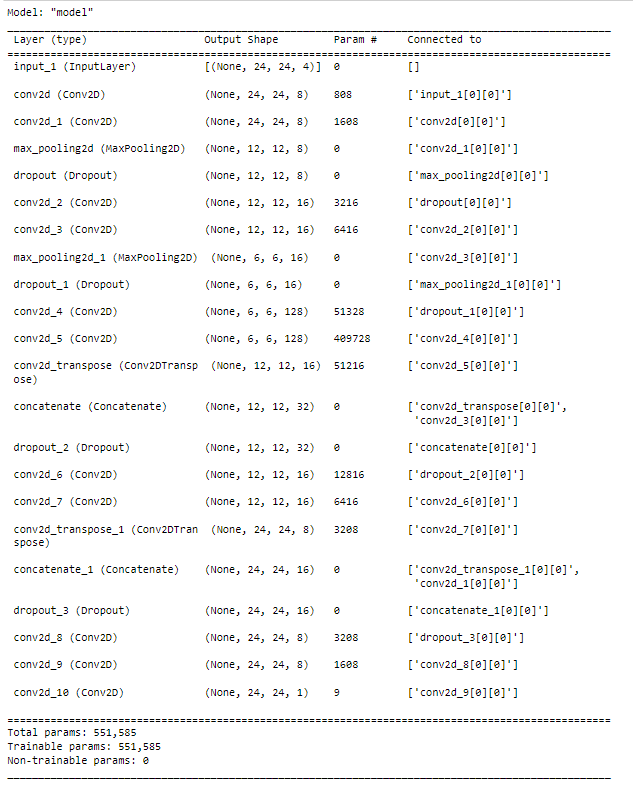 Model: "model"
Layer (type) Output Shape Param # Connected to
input_1 (InputLayer) [(None, 24, 24, 4)] 0 []
conv2d (Conv2D) (None, 24, 24, 8) 808 ['input_1[0][0]']
conv2d_1 (Conv2D) (None, 24, 24, 8) 1608 ['conv2d[0][0]']
max_pooling2d (MaxPooling2D) (None, 12, 12, 8) 0 ['conv2d_1[0][0]']
dropout (Dropout) (None, 12, 12, 8) 0 ['max_pooling2d[0][0]']
conv2d_2 (Conv2D) (None, 12, 12, 16) 3216 ['dropout[0][0]']
conv2d_3 (Conv2D) (None, 12, 12, 16) 6416 ['conv2d_2[0][0]']
max_pooling2d_1 (MaxPooling2D) (None, 6, 6, 16) 0 ['conv2d_3[0][0]']
dropout_1 (Dropout) (None, 6, 6, 16) 0 ['max_pooling2d_1[0][0]']
conv2d_4 (Conv2D) (None, 6, 6, 128) 51328 ['dropout_1[0][0]']
conv2d_5 (Conv2D) (None, 6, 6, 128) 409728 ['conv2d_4[0][0]']
conv2d_transpose (Conv2DTransp (None, 12, 12, 16) 51216 ['conv2d_5[0][0]']
ose)
concatenate (Concatenate) (None, 12, 12, 32) 0 ['conv2d_transpose[0][0]',
'conv2d_3[0][0]']
dropout_2 (Dropout) (None, 12, 12, 32) 0 ['concatenate[0][0]']
conv2d_6 (Conv2D) (None, 12, 12, 16) 12816 ['dropout_2[0][0]']
conv2d_7 (Conv2D) (None, 12, 12, 16) 6416 ['conv2d_6[0][0]']
conv2d_transpose_1 (Conv2DTran (None, 24, 24, 8) 3208 ['conv2d_7[0][0]']
spose)
concatenate_1 (Concatenate) (None, 24, 24, 16) 0 ['conv2d_transpose_1[0][0]',
'conv2d_1[0][0]']
dropout_3 (Dropout) (None, 24, 24, 16) 0 ['concatenate_1[0][0]']
conv2d_8 (Conv2D) (None, 24, 24, 8) 3208 ['dropout_3[0][0]']
conv2d_9 (Conv2D) (None, 24, 24, 8) 1608 ['conv2d_8[0][0]']
conv2d_10 (Conv2D) (None, 24, 24, 1) 9 ['conv2d_9[0][0]']
Total params: 551,585
Trainable params: 551,585
Non-trainable params: 0